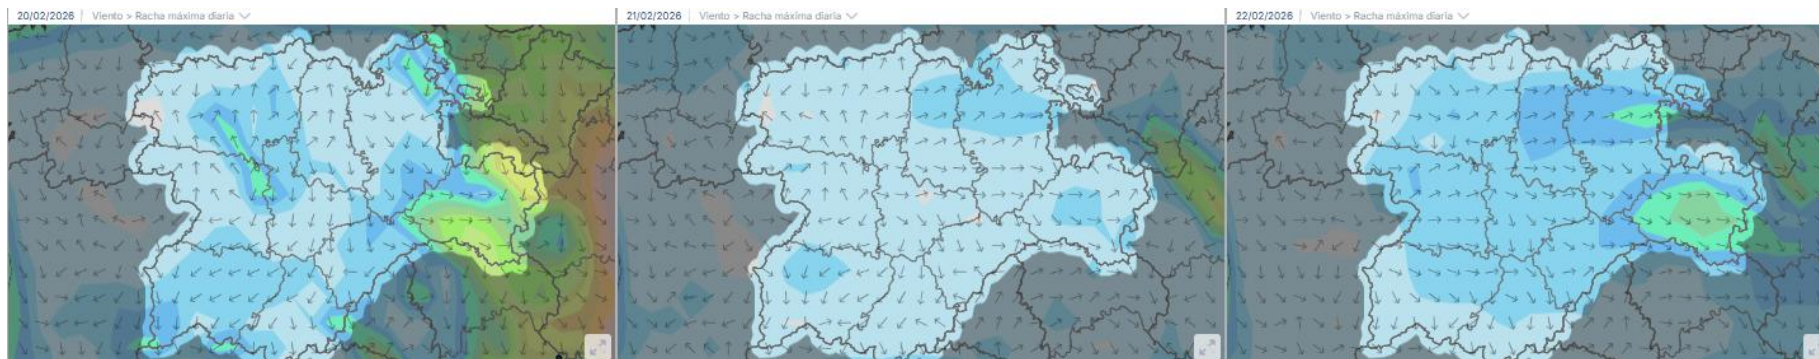 20/02/2026 | Viento > Racha máxima diaria
21/02/2026 | Viento > Racha máxima diaria
22/02/2026 | Viento > Racha máxima diaria